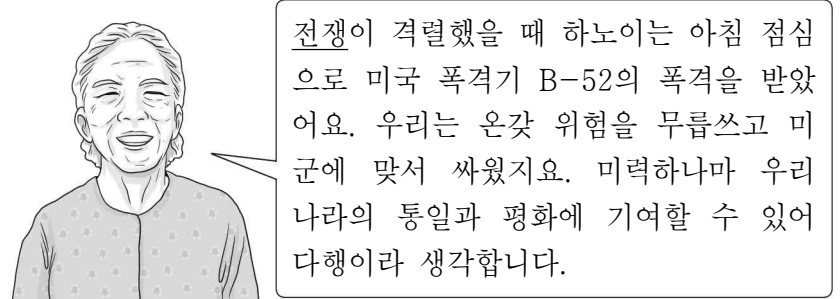 전쟁이 격렬했을 때 하노이는 아침 점심
으로 미국 폭격기 B-52의 폭격을 받았
어요. 우리는 온갖 위험을 무릅쓰고 미
군에 맞서 싸웠지요. 미력하나마 우리
나라의 통일과 평화에 기여할 수 있어
다행이라 생각합니다.